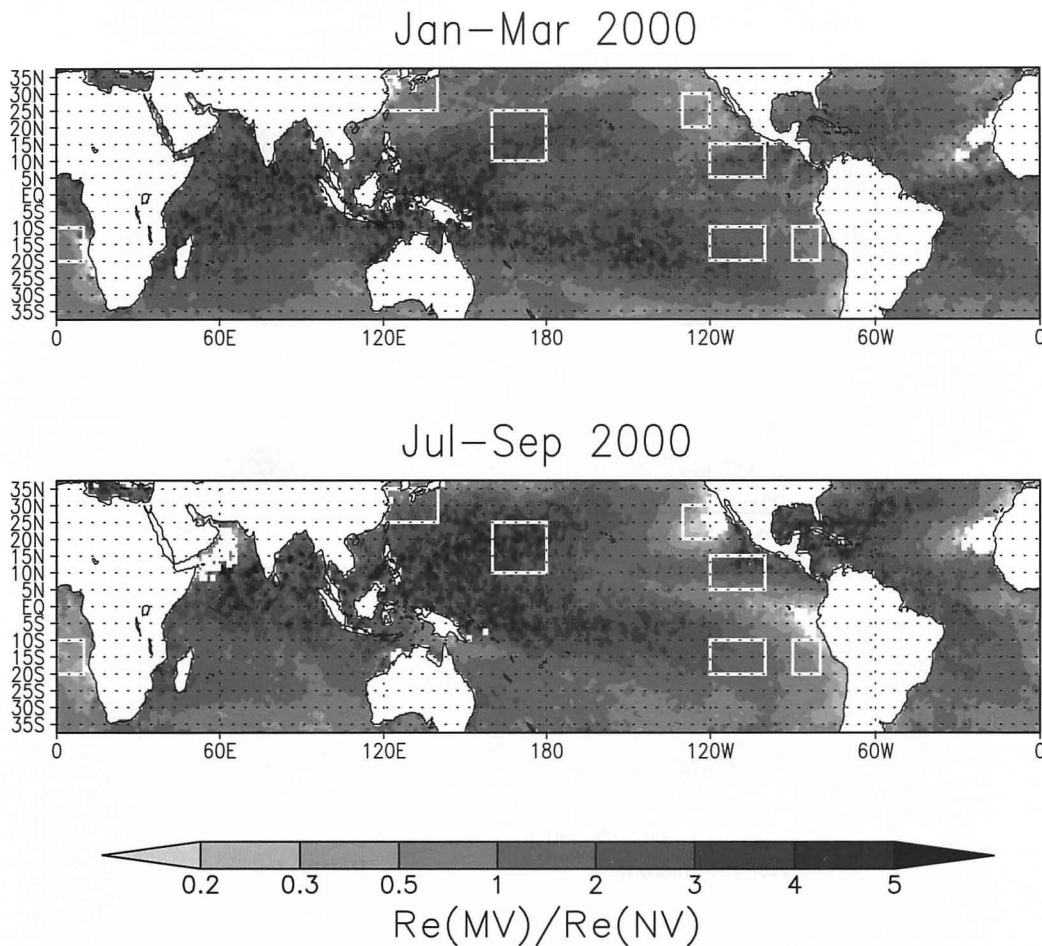 Jan-Mar 2000
35N
30N
25N
20N
15N
10N
5N
EQ
5S
10S
15S
20S
25S
30S
35S
0 60E 120E 180 120W 60W 0
Jul-Sep 2000
35N
30N
25N
20N
15N
10N
5N
EQ
5S
10S
15S
20S
25S
30S
35S
0 60E 120E 180 120W 60W 0
0.2 0.3 0.5 1 2 3 4 5
Re(MV)/Re(NV)